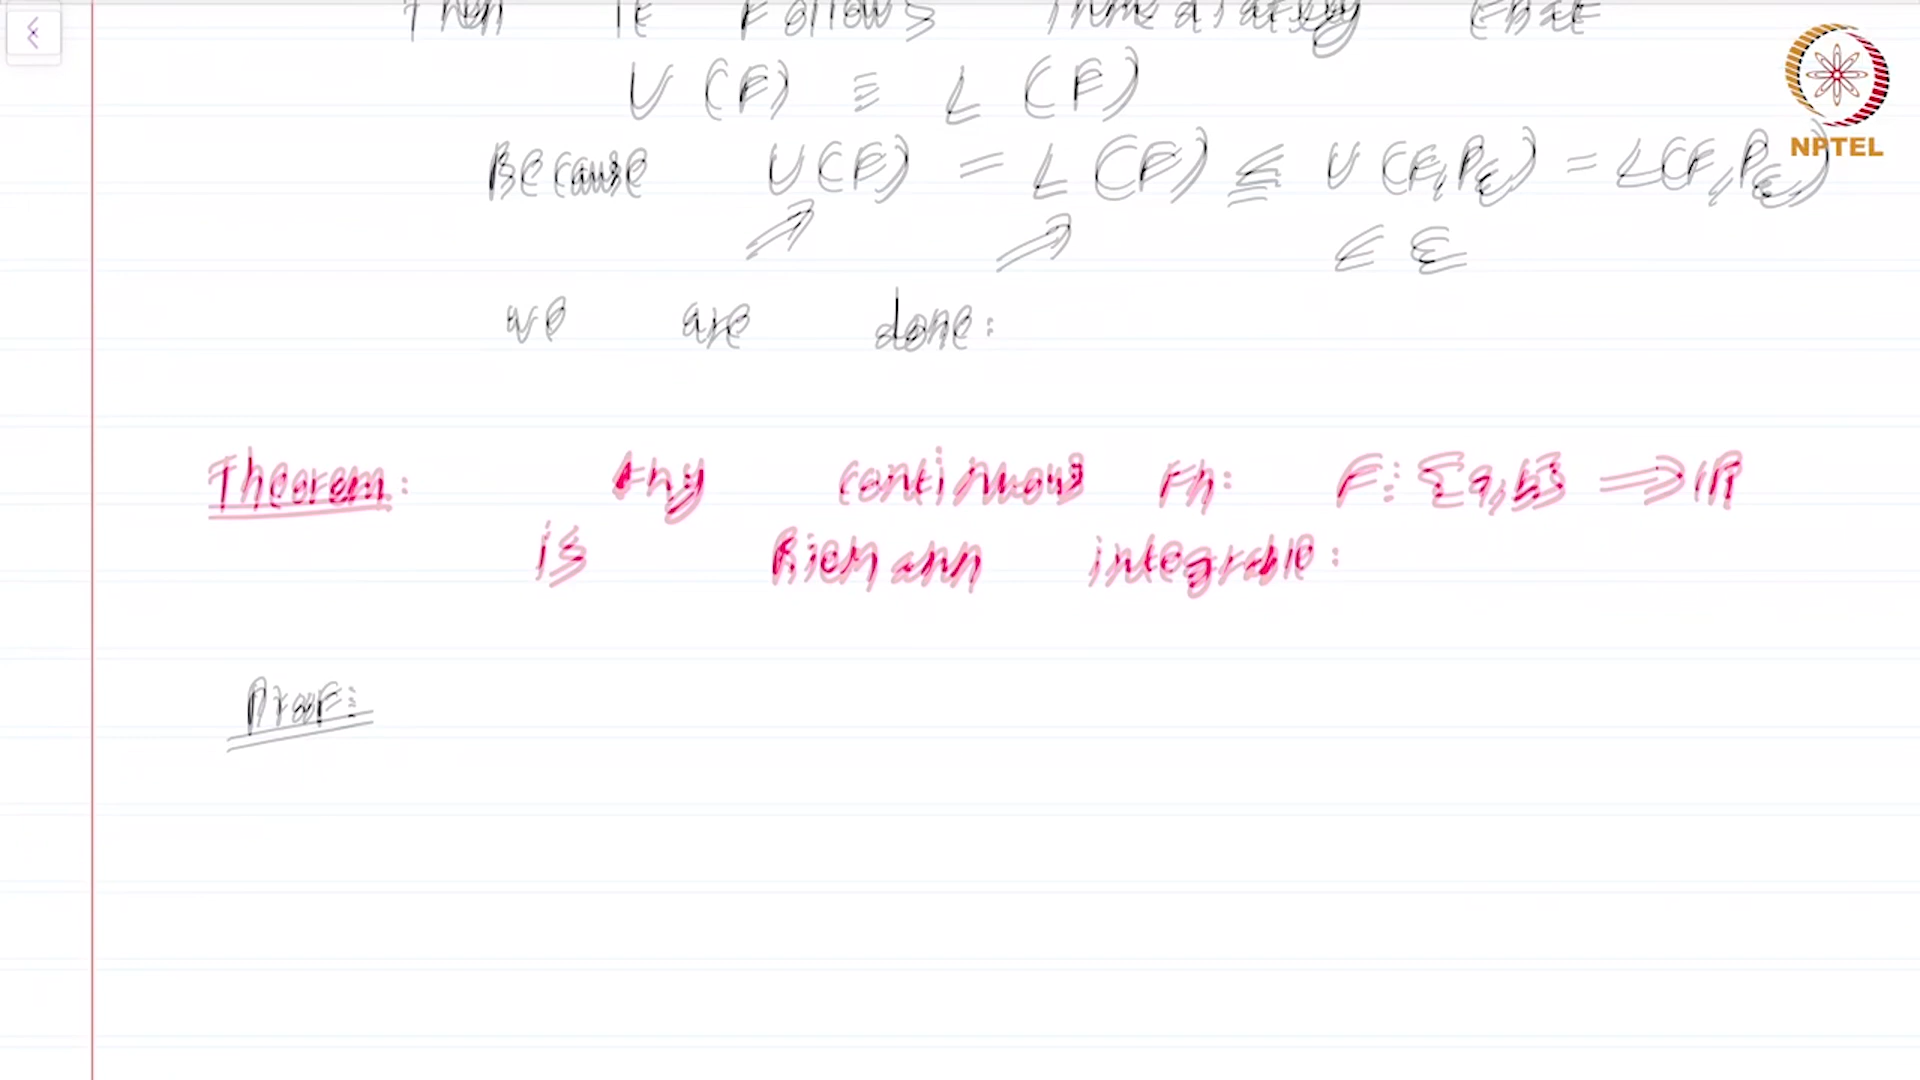 Then it follows immediately that
U(F) = L(F)
NPTEL
Because U(F) - L(F) ≤ U(F,Pε) - L(F,Pε)
< ε
we are done.
Theorem: Any continuous Fn. F: [a,b] → ℝ
is Riemann integrable.
Proof: